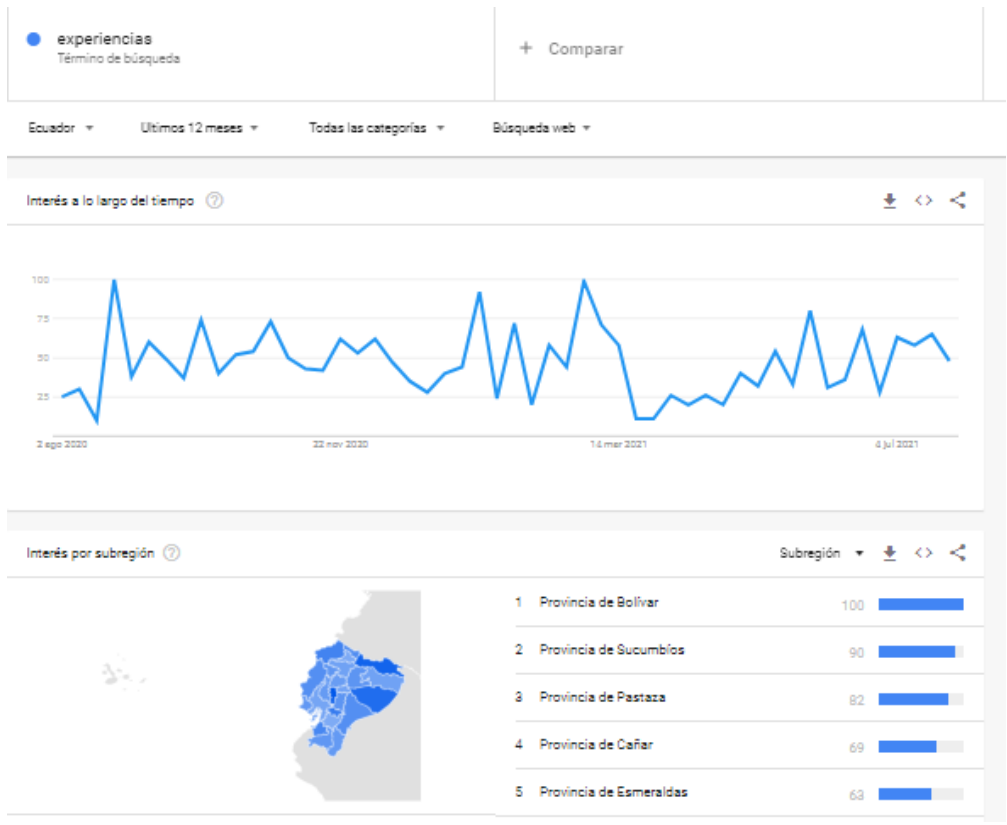 experiencias
Término de búsqueda
+ Comparar
Ecuador
Ultimos 12 meses
Todas las categorías
Búsqueda web
Interés a lo largo del tiempo
100
75
50
25
2 ago 2020
22 nov 2020
14 mar 2021
4 jul 2021
Interés por subregión
Subregión
1 Provincia de Bolívar 100
2 Provincia de Sucumbíos 90
3 Provincia de Pastaza 82
4 Provincia de Cañar 69
5 Provincia de Esmeraldas 63